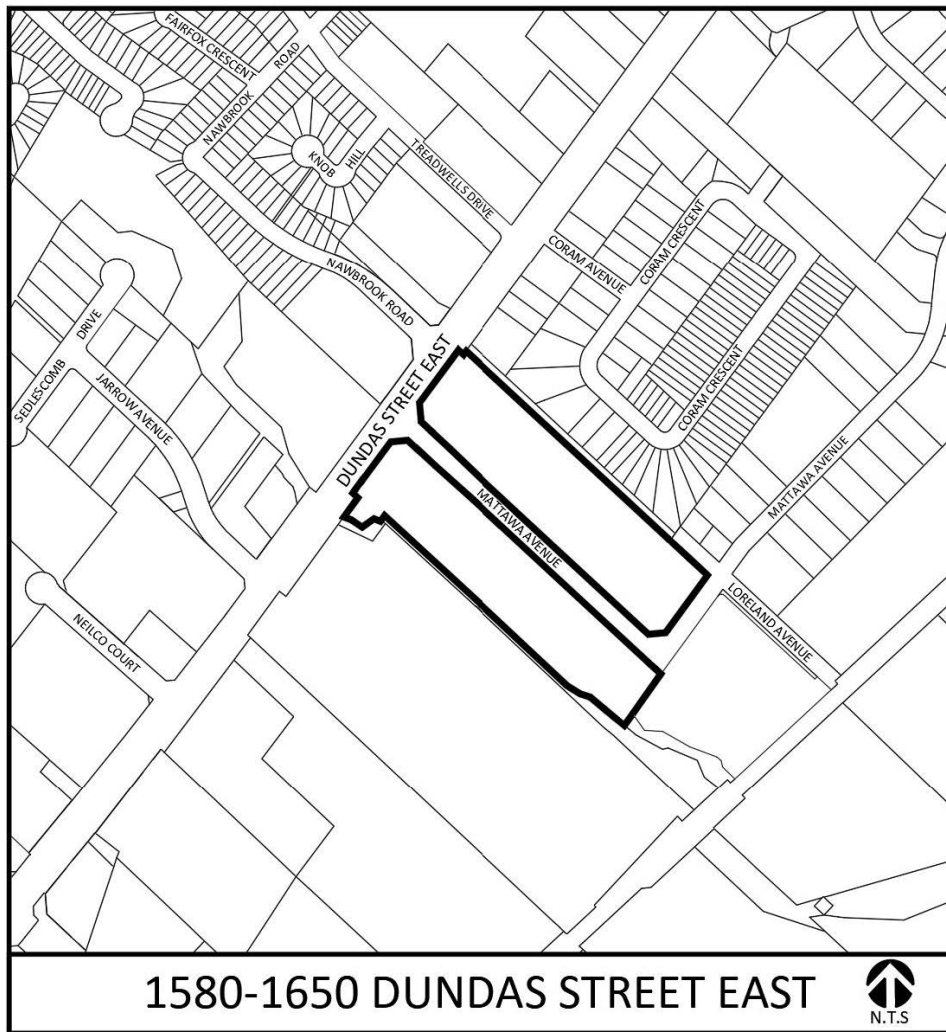 FAIRFOX CRESCENT
NAWBROOK ROAD
KNOB HILL
TREADWELLS DRIVE
CORAM AVENUE
CORAM CRESCENT
NAWBROOK ROAD
SEDLESCOMB DRIVE
JARROW AVENUE
DUNDAS STREET EAST
CORAM CRESCENT
MATTAWA AVENUE
MATTAWA AVENUE
LORELAND AVENUE
NEILCO COURT
1580-1650 DUNDAS STREET EAST
N.T.S